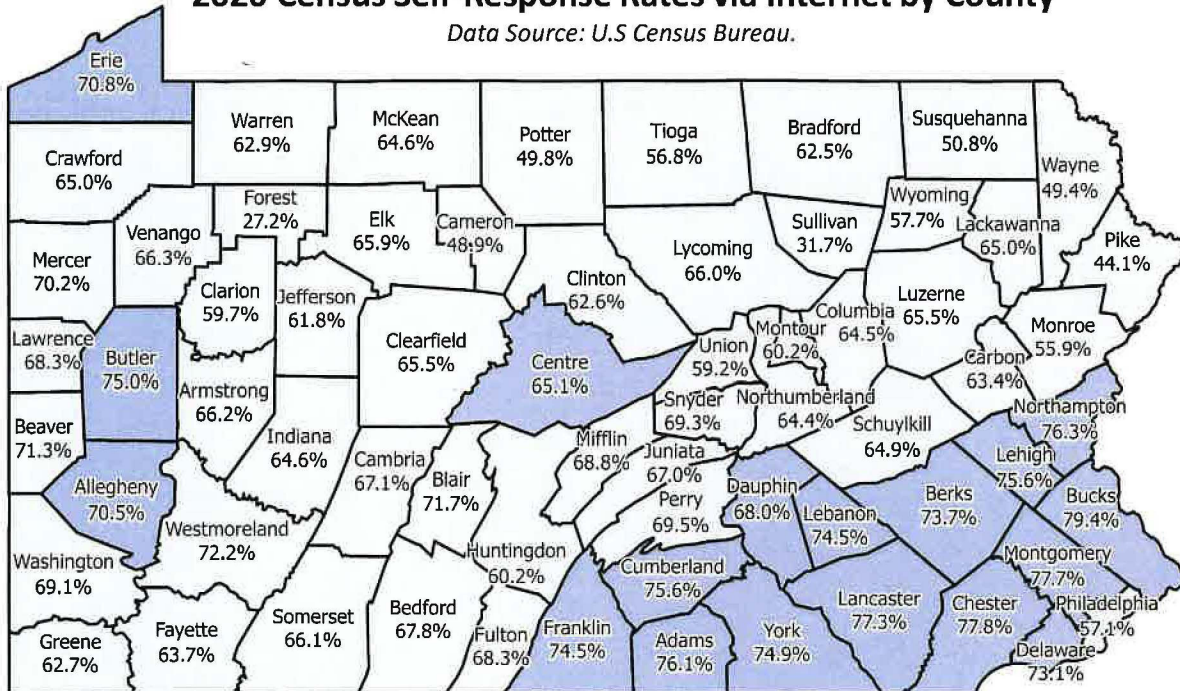 2020 Census Self-Response Rates via Internet by County
Data Source: U.S Census Bureau.
Erie
70.8%
Warren
62.9%
McKean
64.6%
Potter
49.8%
Tioga
56.8%
Bradford
62.5%
Susquehanna
50.8%
Wayne
49.4%
Crawford
65.0%
Forest
27.2%
Elk
65.9%
Cameron
48.9%
Wyoming
57.7%
Lackawanna
65.0%
Sullivan
31.7%
Pike
44.1%
Mercer
70.2%
Venango
66.3%
Clarion
59.7%
Jefferson
61.8%
Clinton
62.6%
Lycoming
66.0%
Luzerne
65.5%
Columbia
64.5%
Monroe
55.9%
Lawrence
68.3%
Butler
75.0%
Clearfield
65.5%
Centre
65.1%
Union
59.2%
Montour
60.2%
Carbon
63.4%
Armstrong
66.2%
Snyder
69.3%
Northumberland
64.4%
Northampton
76.3%
Beaver
71.3%
Indiana
64.6%
Schuylkill
64.9%
Mifflin
68.8%
Juniata
67.0%
Lehigh
75.6%
Cambria
67.1%
Blair
71.7%
Allegheny
70.5%
Perry
69.5%
Dauphin
68.0%
Lebanon
74.5%
Berks
73.7%
Bucks
79.4%
Westmoreland
72.2%
Huntingdon
60.2%
Washington
69.1%
Cumberland
75.6%
Montgomery
77.7%
Somerset
66.1%
Bedford
67.8%
Lancaster
77.3%
Chester
77.8%
Philadelphia
57.1%
Greene
62.7%
Fayette
63.7%
Fulton
68.3%
Franklin
74.5%
Adams
76.1%
York
74.9%
Delaware
73.1%